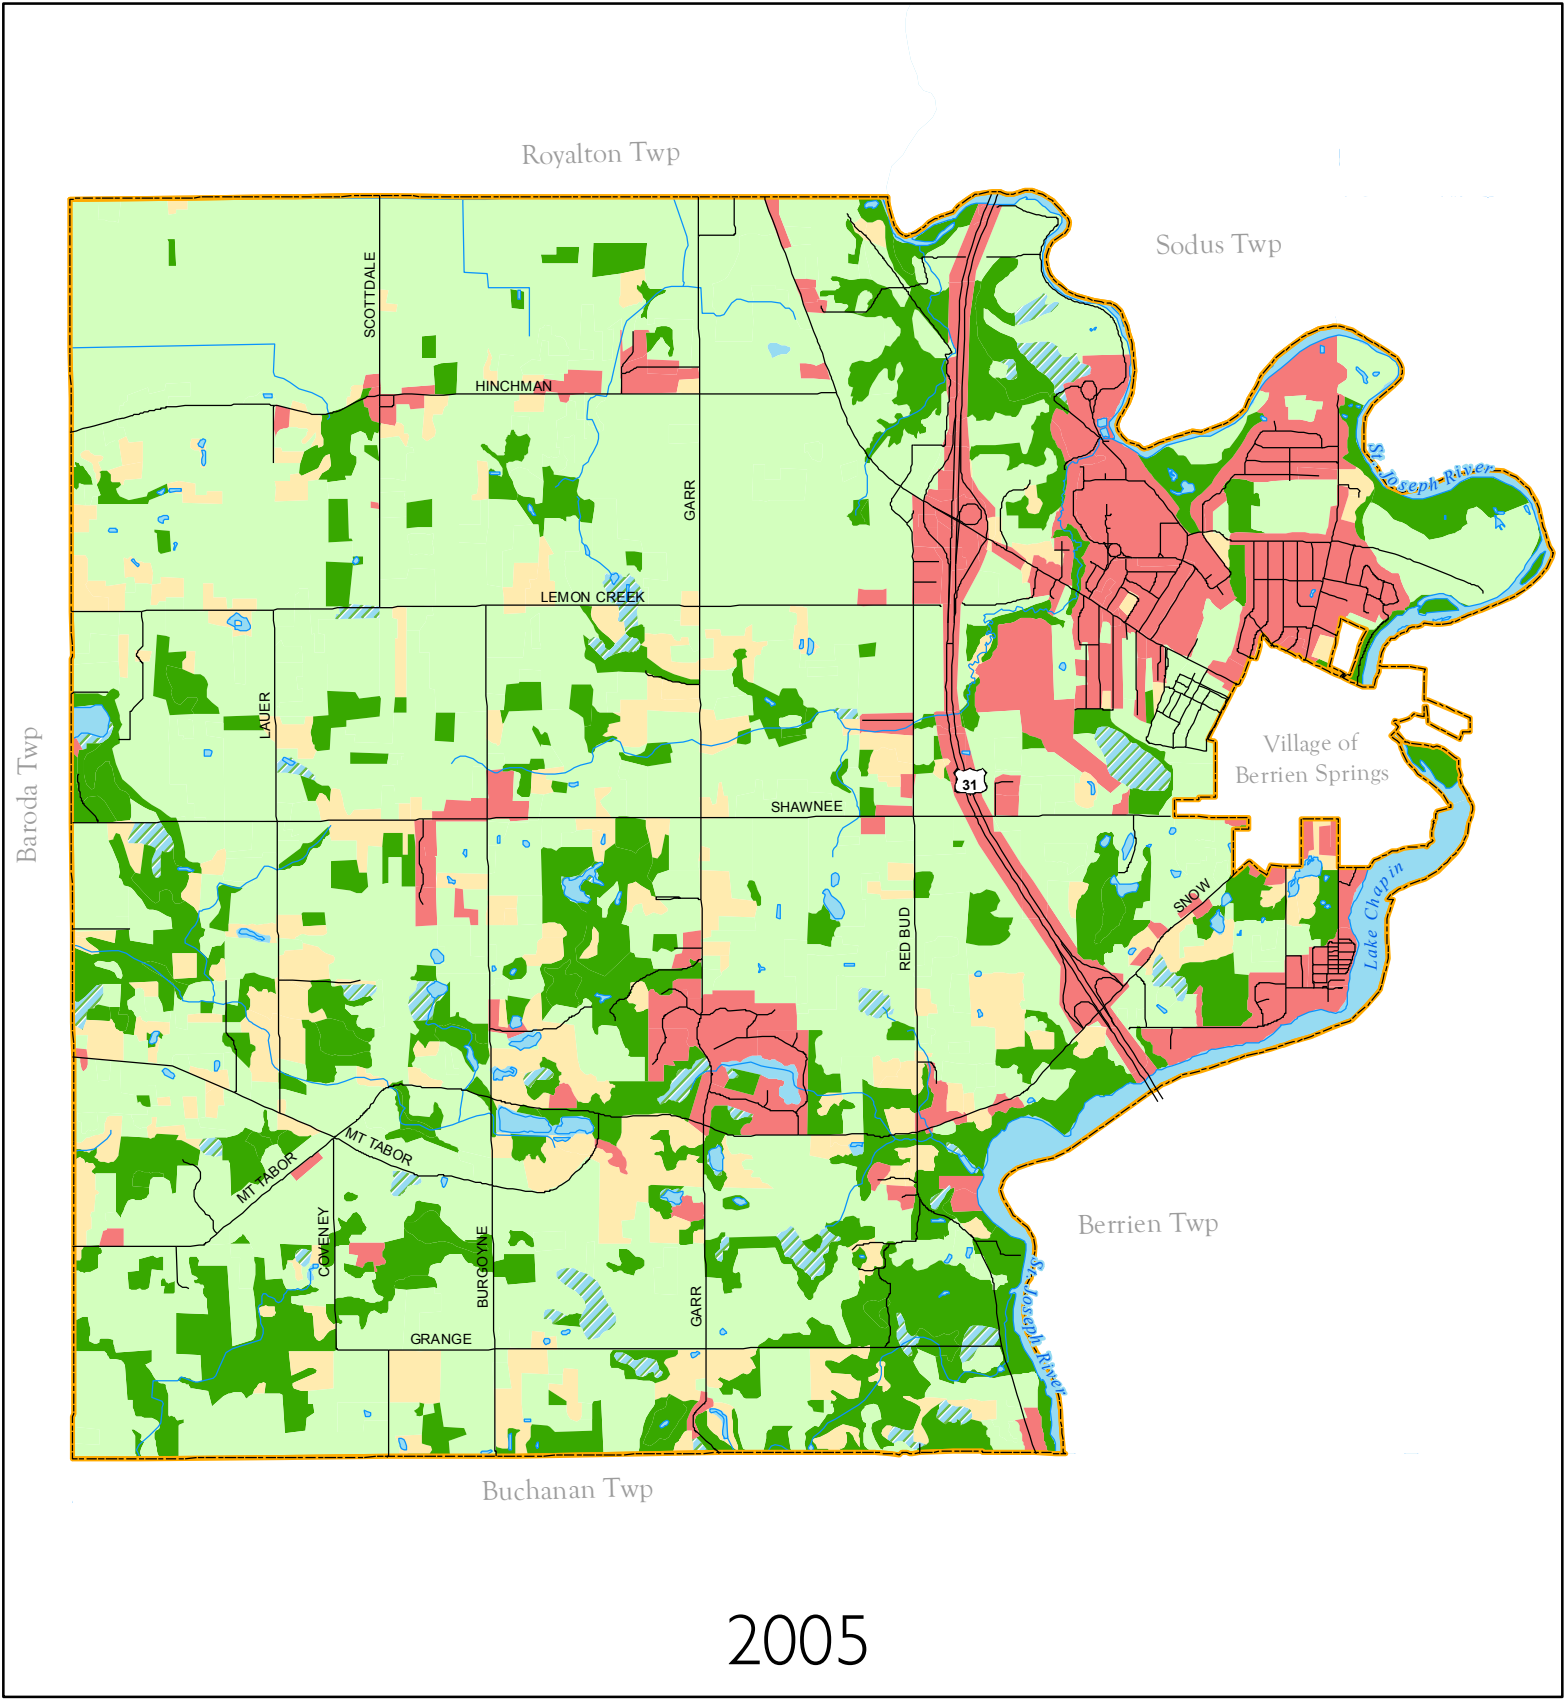 Royalton Twp
Sodus Twp
SCOTTDALE
HINCHMAN
St. Joseph River
GARR
LEMON CREEK
LAUER
Baroda Twp
Village of
Berrien Springs
31
SHAWNEE
SNOW
Lake Chapin
RED BUD
MT TABOR
MT TABOR
COVENEY
BURGOYNE
Berrien Twp
St. Joseph River
GARR
GRANGE
Buchanan Twp
2005